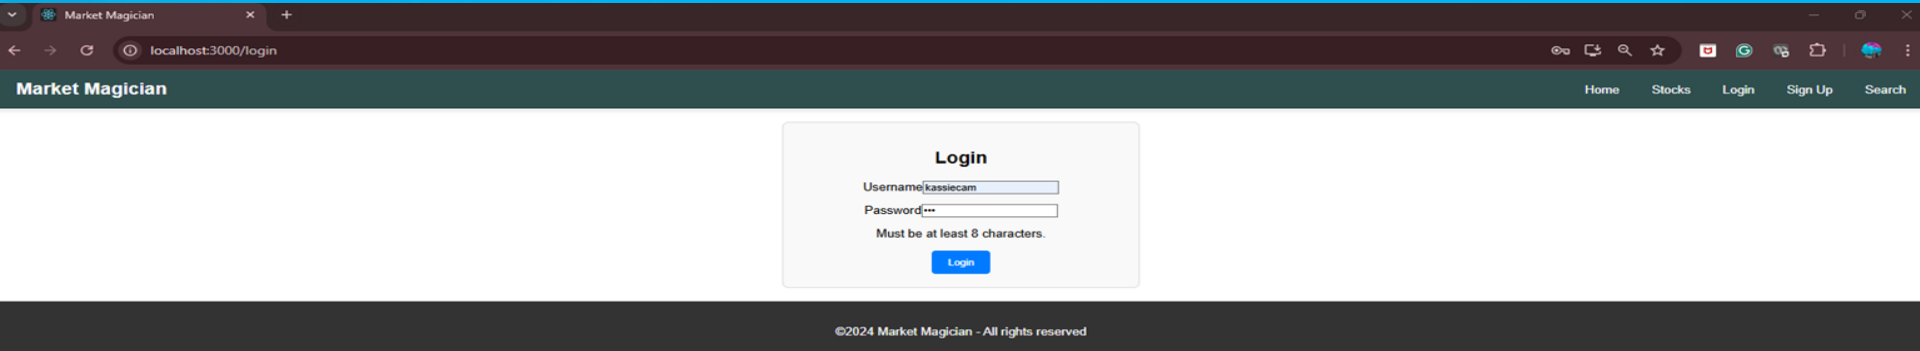 Market Magician
localhost:3000/login
Market Magician
Home Stocks Login Sign Up Search
Login
Username kassiecam
Password •••
Must be at least 8 characters.
Login
©2024 Market Magician - All rights reserved